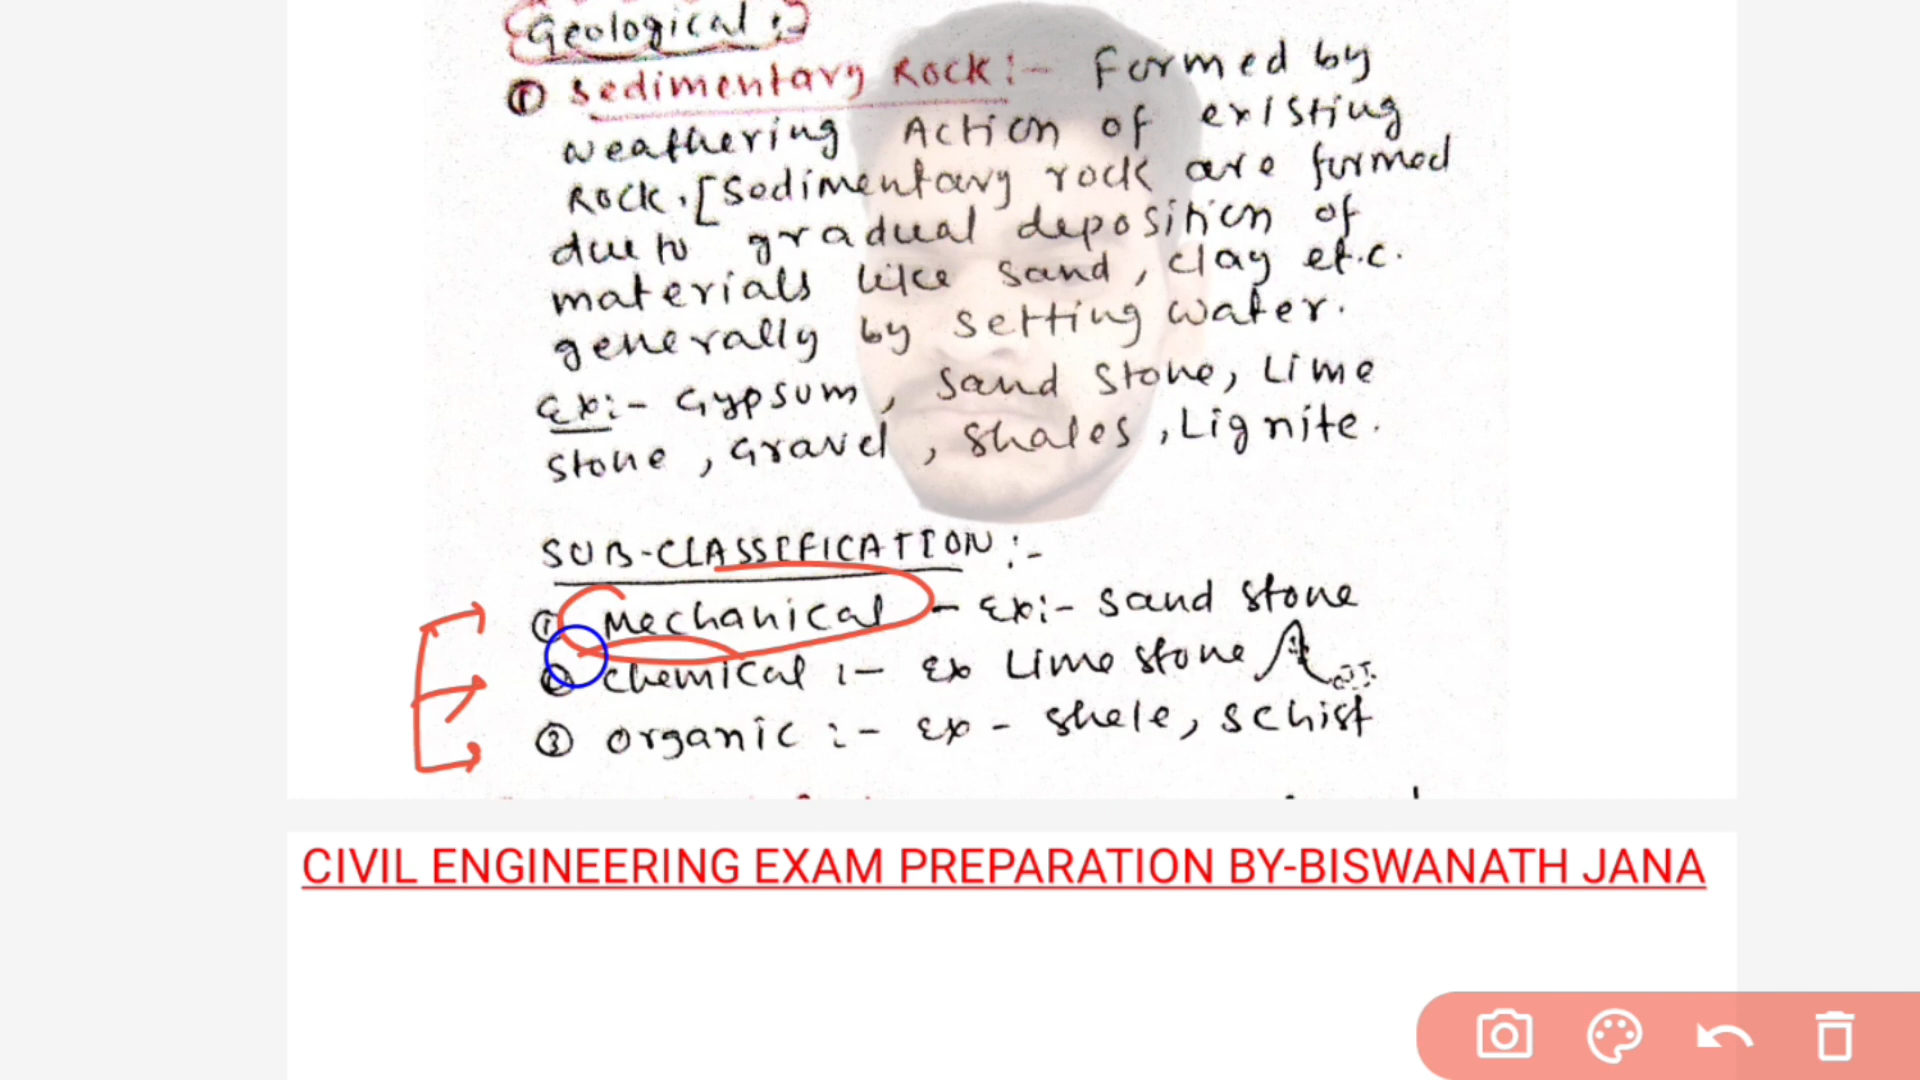 Geological :-
① Sedimentary Rock :- Formed by
weathering Action of existing
Rock. [Sedimentary rock are formed
due to gradual deposition of
materials like sand, clay et.c.
generally by setting water.
Ex:- Gypsum, Sand Stone, Lime
stone, Gravel, Shales, Lignite.
SUB-CLASSIFICATION :-
① Mechanical - Ex:- Sand Stone
② Chemical :- Ex Lime stone
③ Organic :- Ex - Shele, Schist
CIVIL ENGINEERING EXAM PREPARATION BY-BISWANATH JANA